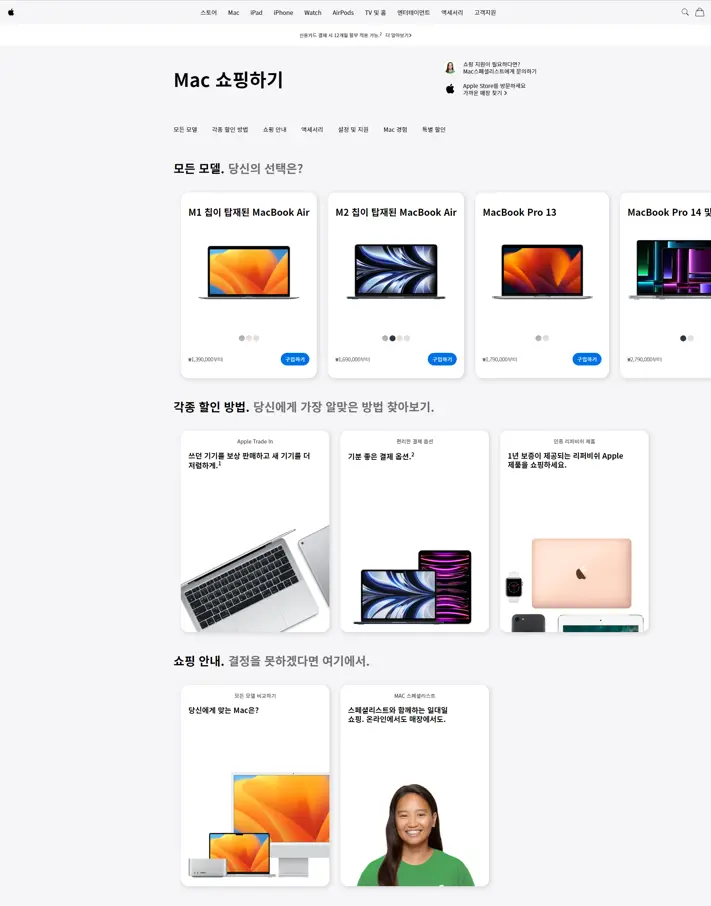 스토어 Mac iPad iPhone Watch AirPods TV 및 홈 엔터테인먼트 액세서리 고객지원
신용카드 결제 시 12개월 할부 적용 가능.² 더 알아보기>
Mac 쇼핑하기
쇼핑 지원이 필요하다면?
Mac스페셜리스트에게 문의하기
Apple Store를 방문하세요
가까운 매장 찾기 >
모든 모델 각종 할인 방법 쇼핑 안내 액세서리 설정 및 지원 Mac 경험 특별 할인
모든 모델. 당신의 선택은?
M1 칩이 탑재된 MacBook Air
₩1,390,000부터
구입하기
M2 칩이 탑재된 MacBook Air
₩1,690,000부터
구입하기
MacBook Pro 13
₩1,790,000부터
구입하기
MacBook Pro 14 및
₩2,790,000부터
각종 할인 방법. 당신에게 가장 알맞은 방법 찾아보기.
Apple Trade In
쓰던 기기를 보상 판매하고 새 기기를 더
저렴하게.¹
편리한 결제 옵션
기분 좋은 결제 옵션.²
인증 리퍼비쉬 제품
1년 보증이 제공되는 리퍼비쉬 Apple
제품을 쇼핑하세요.
쇼핑 안내. 결정을 못하겠다면 여기에서.
모든 모델 비교하기
당신에게 맞는 Mac은?
MAC 스페셜리스트
스페셜리스트와 함께하는 일대일
쇼핑. 온라인에서도 매장에서도.